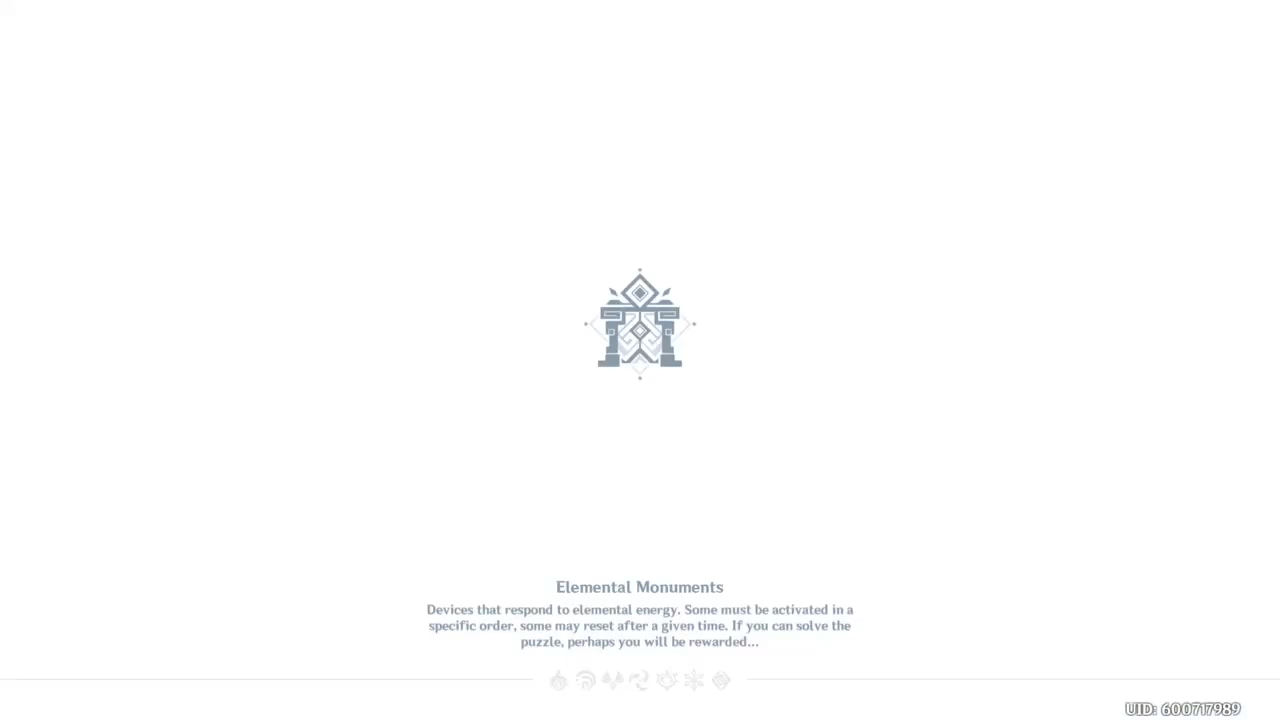 Elemental Monuments
Devices that respond to elemental energy. Some must be activated in a
specific order, some may reset after a given time. If you can solve the
puzzle, perhaps you will be rewarded...
UID: 600717989